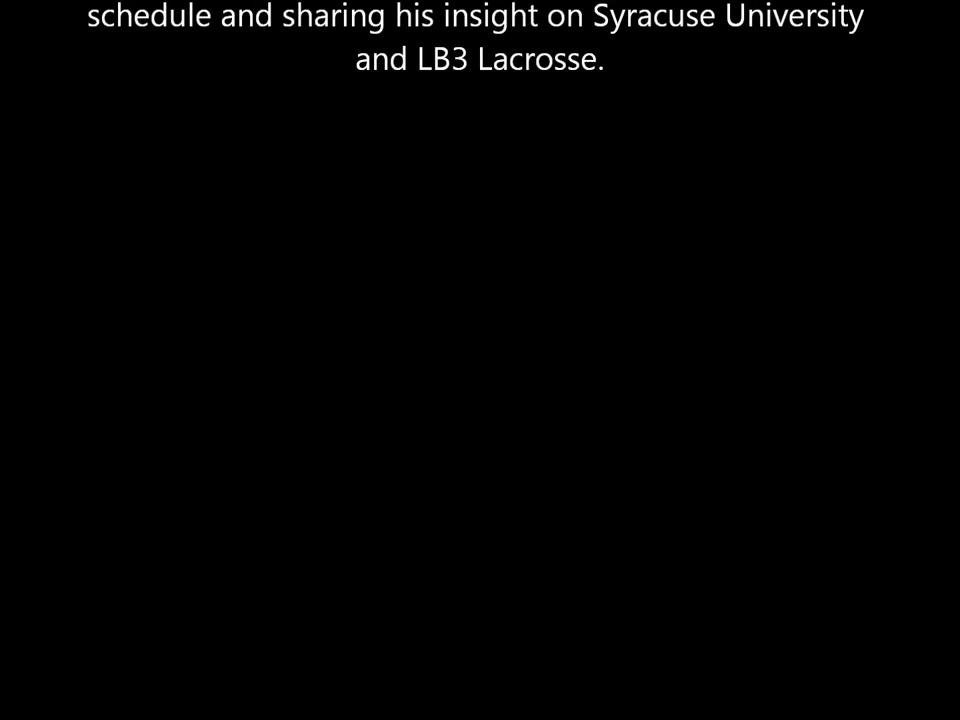 schedule and sharing his insight on Syracuse University
and LB3 Lacrosse.